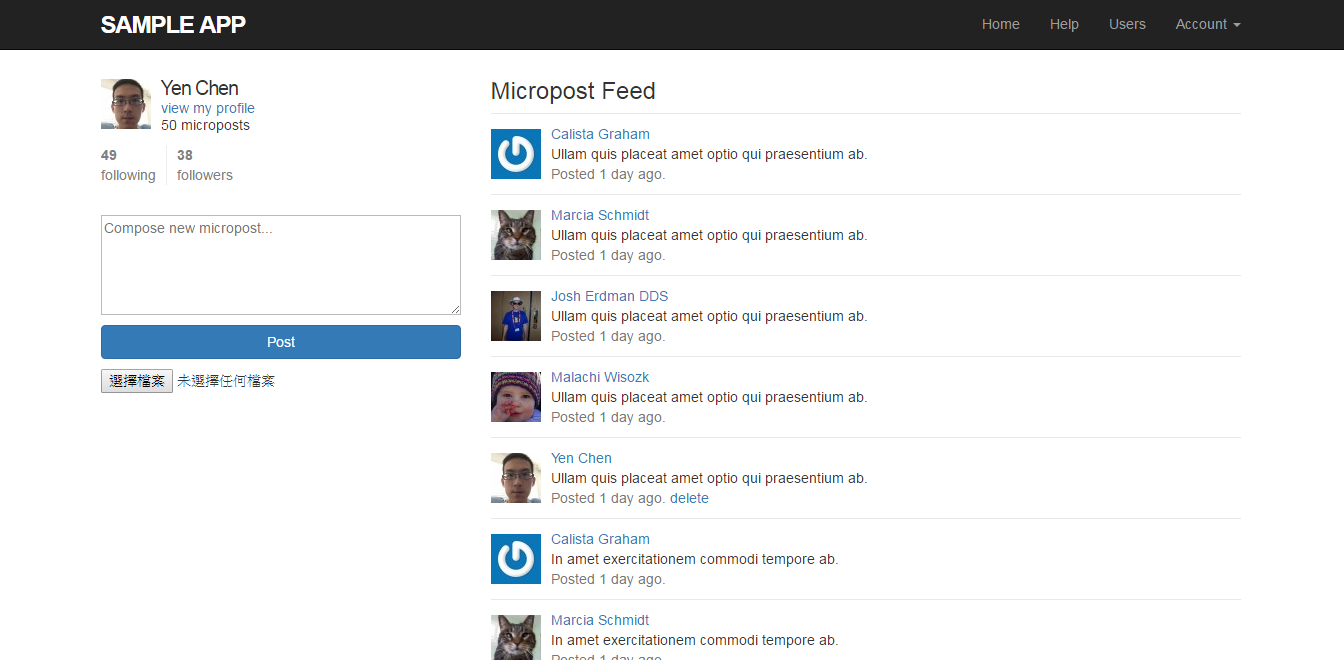 SAMPLE APP
Home Help Users Account
Yen Chen
view my profile
50 microposts
49 38
following followers
Compose new micropost...
Post
選擇檔案 未選擇任何檔案
Micropost Feed
Calista Graham
Ullam quis placeat amet optio qui praesentium ab.
Posted 1 day ago.
Marcia Schmidt
Ullam quis placeat amet optio qui praesentium ab.
Posted 1 day ago.
Josh Erdman DDS
Ullam quis placeat amet optio qui praesentium ab.
Posted 1 day ago.
Malachi Wisozk
Ullam quis placeat amet optio qui praesentium ab.
Posted 1 day ago.
Yen Chen
Ullam quis placeat amet optio qui praesentium ab.
Posted 1 day ago. delete
Calista Graham
In amet exercitationem commodi tempore ab.
Posted 1 day ago.
Marcia Schmidt
In amet exercitationem commodi tempore ab.
Posted 1 day ago.